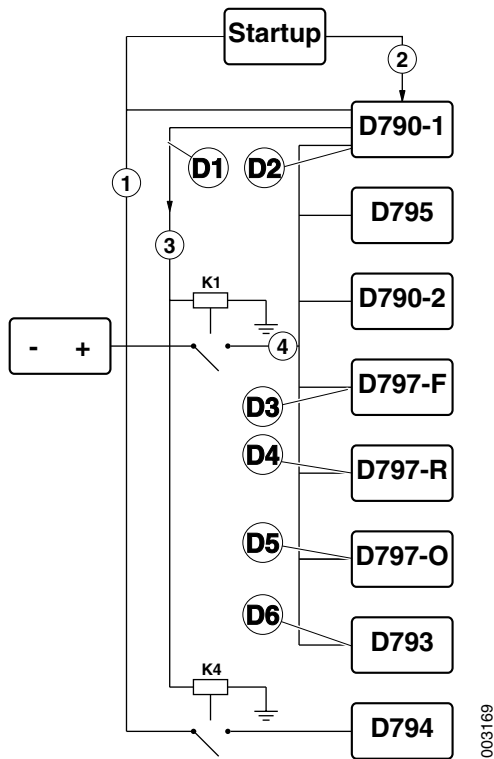 Startup
2
D790-1
D1
D2
1
D795
3
K1
D790-2
- +
4
D797-F
D3
D4
D797-R
D5
D797-O
D6
D793
K4
D794
003169